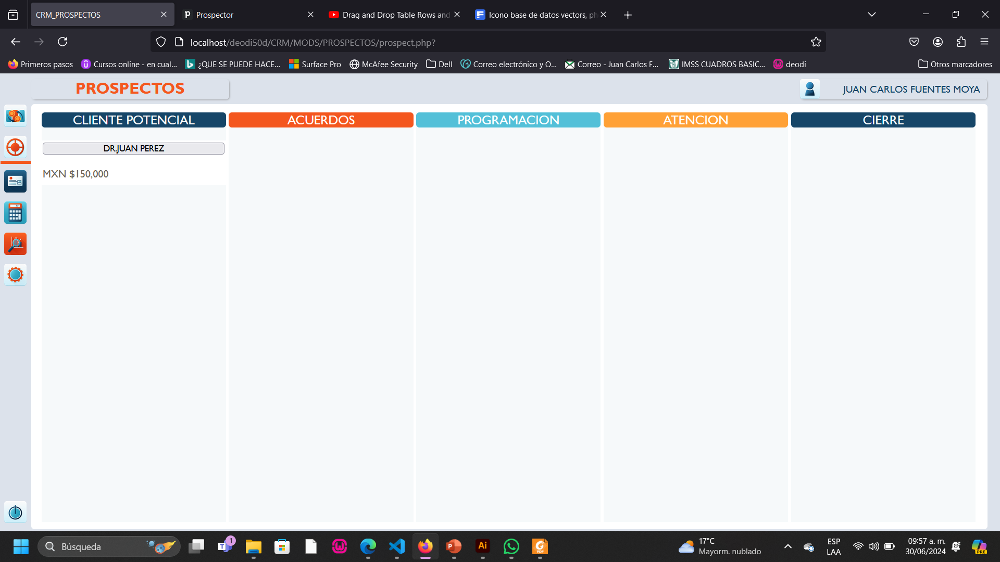 CRM_PROSPECTOS
Prospector
Drag and Drop Table Rows and
Icono base de datos vectors, ph
localhost/deodi50d/CRM/MODS/PROSPECTOS/prospect.php?
Primeros pasos
Cursos online - en cual...
¿QUE SE PUEDE HACE...
Surface Pro
McAfee Security
Dell
Correo electrónico y O...
Correo - Juan Carlos F...
IMSS CUADROS BASIC...
deodi
Otros marcadores
PROSPECTOS
JUAN CARLOS FUENTES MOYA
CLIENTE POTENCIAL
ACUERDOS
PROGRAMACION
ATENCION
CIERRE
DR.JUAN PEREZ
MXN $150,000
Búsqueda
1
Ai
17°C
Mayorm. nublado
ESP
LAA
09:57 a. m.
30/06/2024
PRE